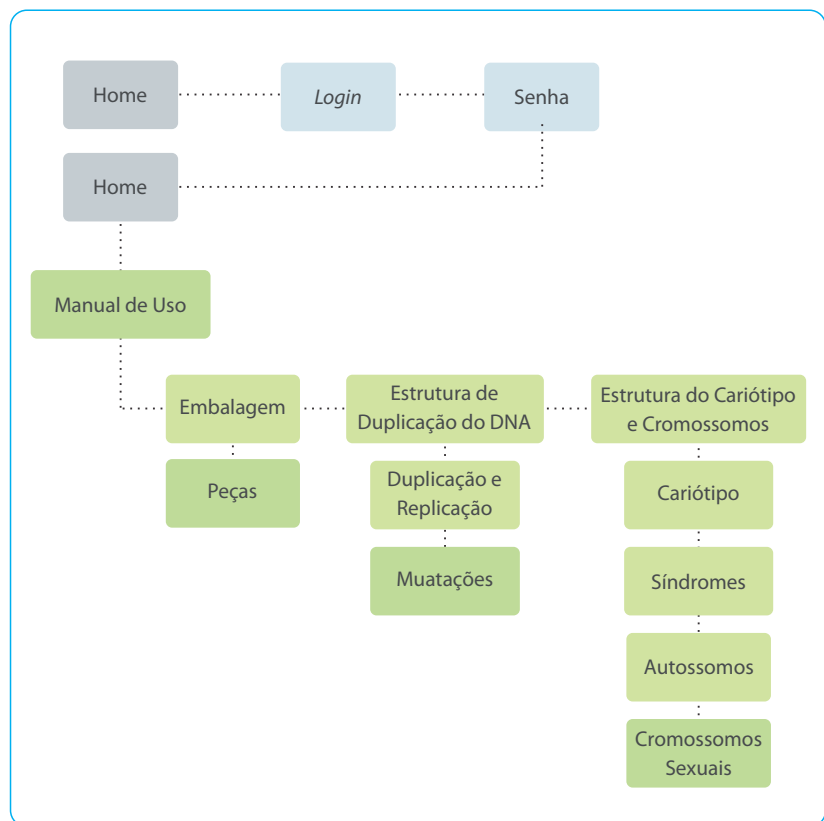 Home
Login
Senha
Home
Manual de Uso
Embalagem
Estrutura de
Duplicação do DNA
Estrutura do Cariótipo
e Cromossomos
Peças
Duplicação e
Replicação
Muatações
Cariótipo
Síndromes
Autossomos
Cromossomos
Sexuais